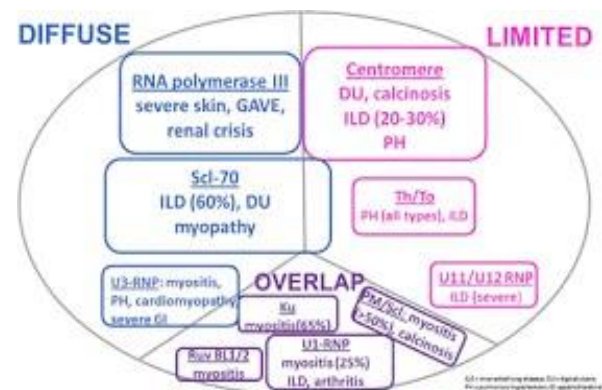 DIFFUSE
LIMITED
RNA polymerase III
severe skin, GAVE,
renal crisis
Centromere
DU, calcinosis
ILD (20-30%)
PH
Scl-70
ILD (60%), DU
myopathy
Th/To
PH (all types), ILD
U3-RNP: myositis,
PH, cardiomyopathy,
severe GI
OVERLAP
U11/U12 RNP
ILD (severe)
Ku
myositis(65%)
PM/Scl, myositis
(>50%), calcinosis
Ruv BL1/2
myositis
U1-RNP
myositis (25%)
ILD, arthritis